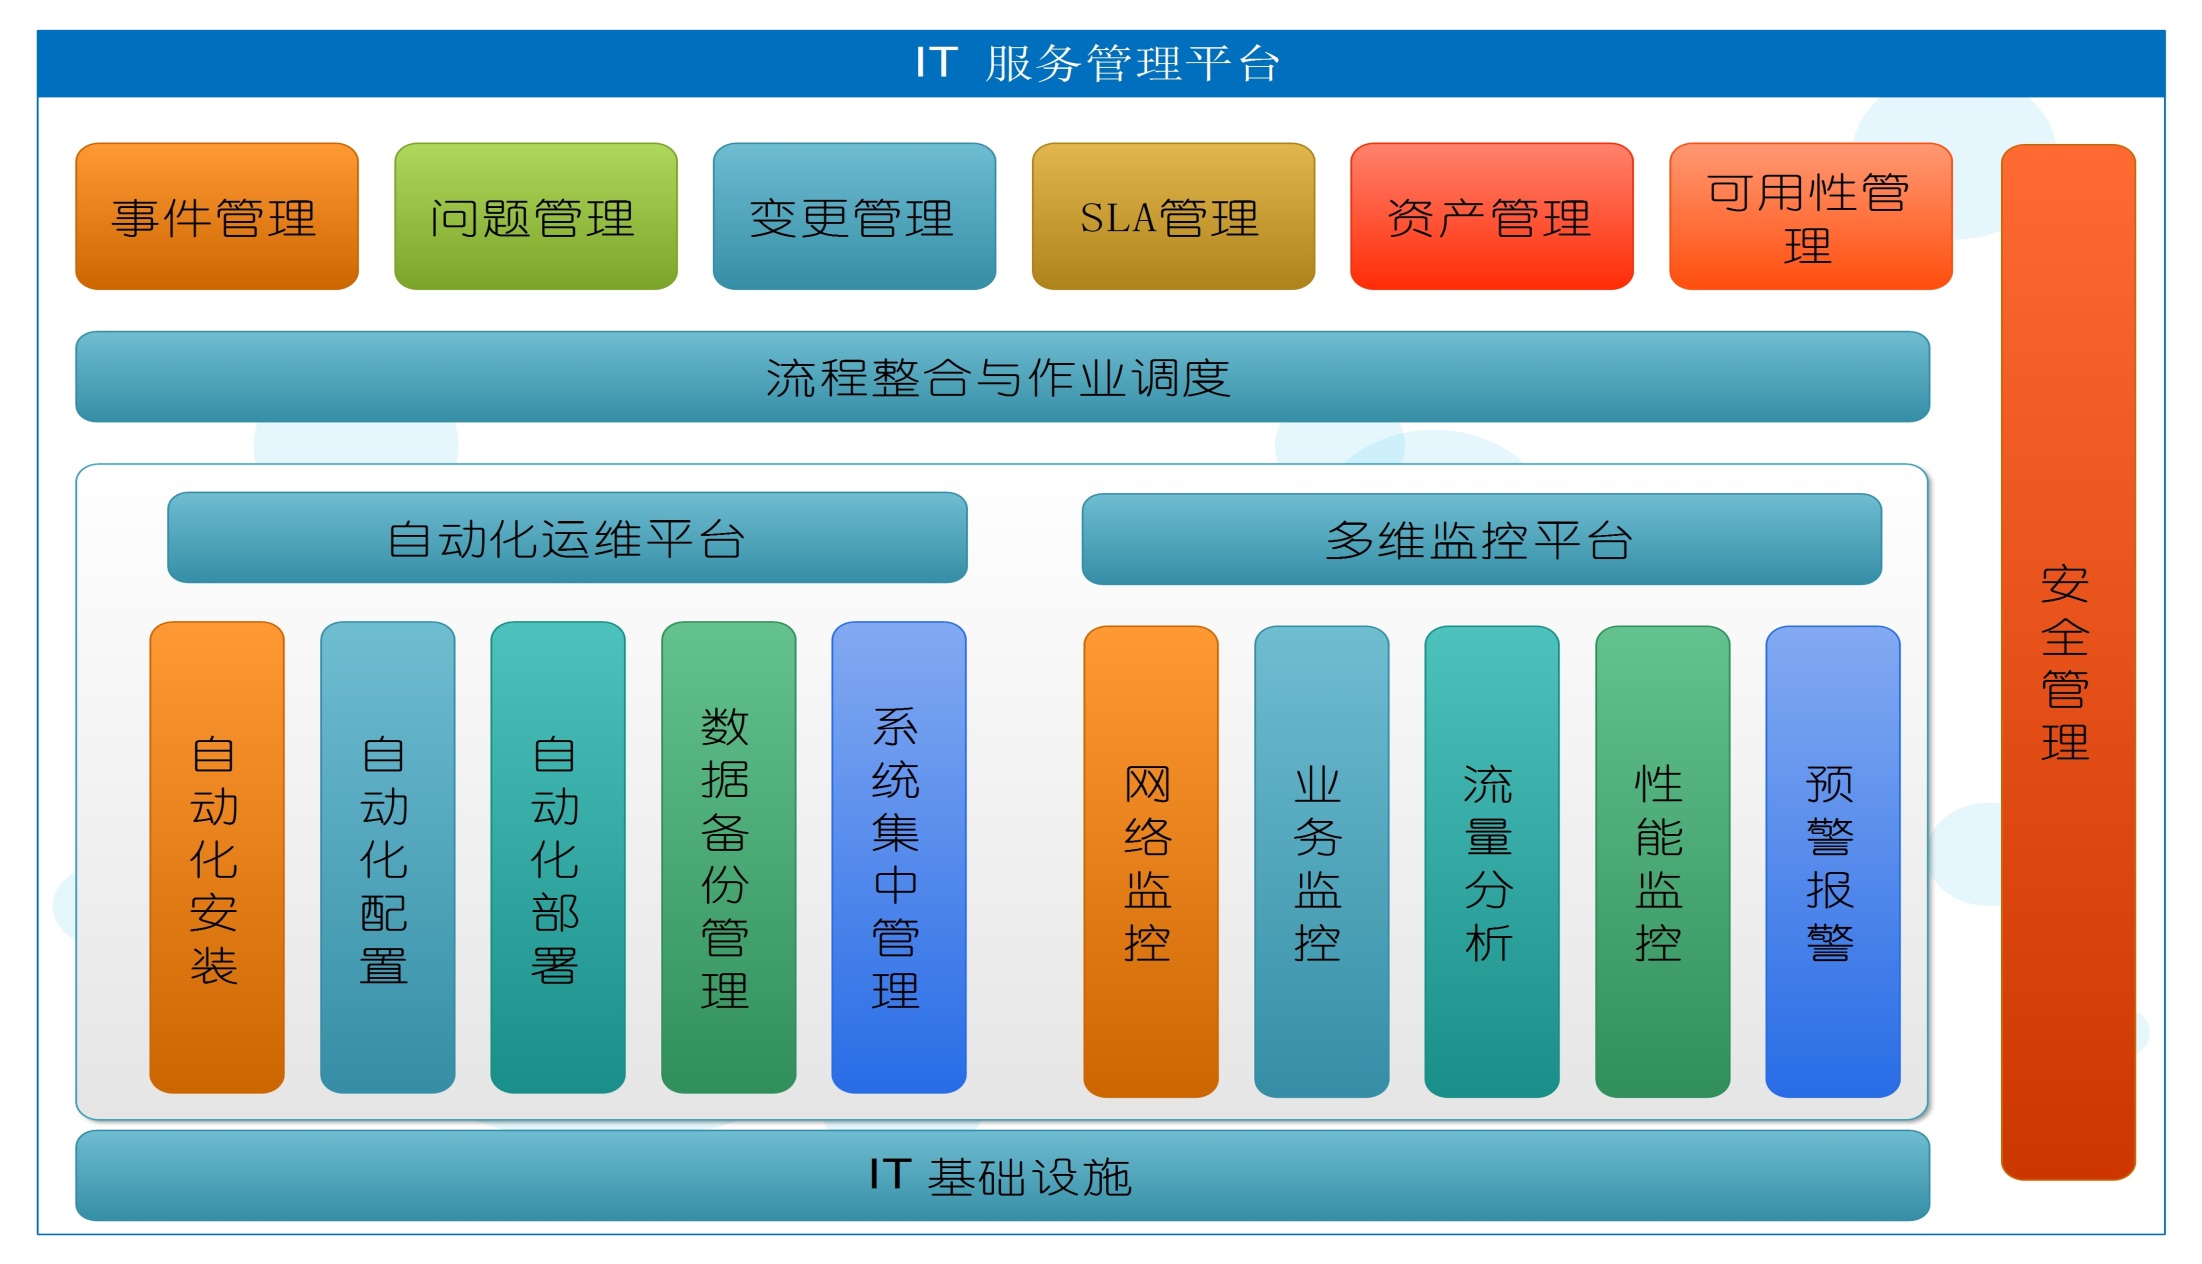 IT 服务管理平台
事件管理
问题管理
变更管理
SLA管理
资产管理
可用性管
理
流程整合与作业调度
自动化运维平台
多维监控平台
自动化安装
自动化配置
自动化部署
数据备份管理
系统集中管理
网络监控
业务监控
流量分析
性能监控
预警报警
安全管理
IT 基础设施